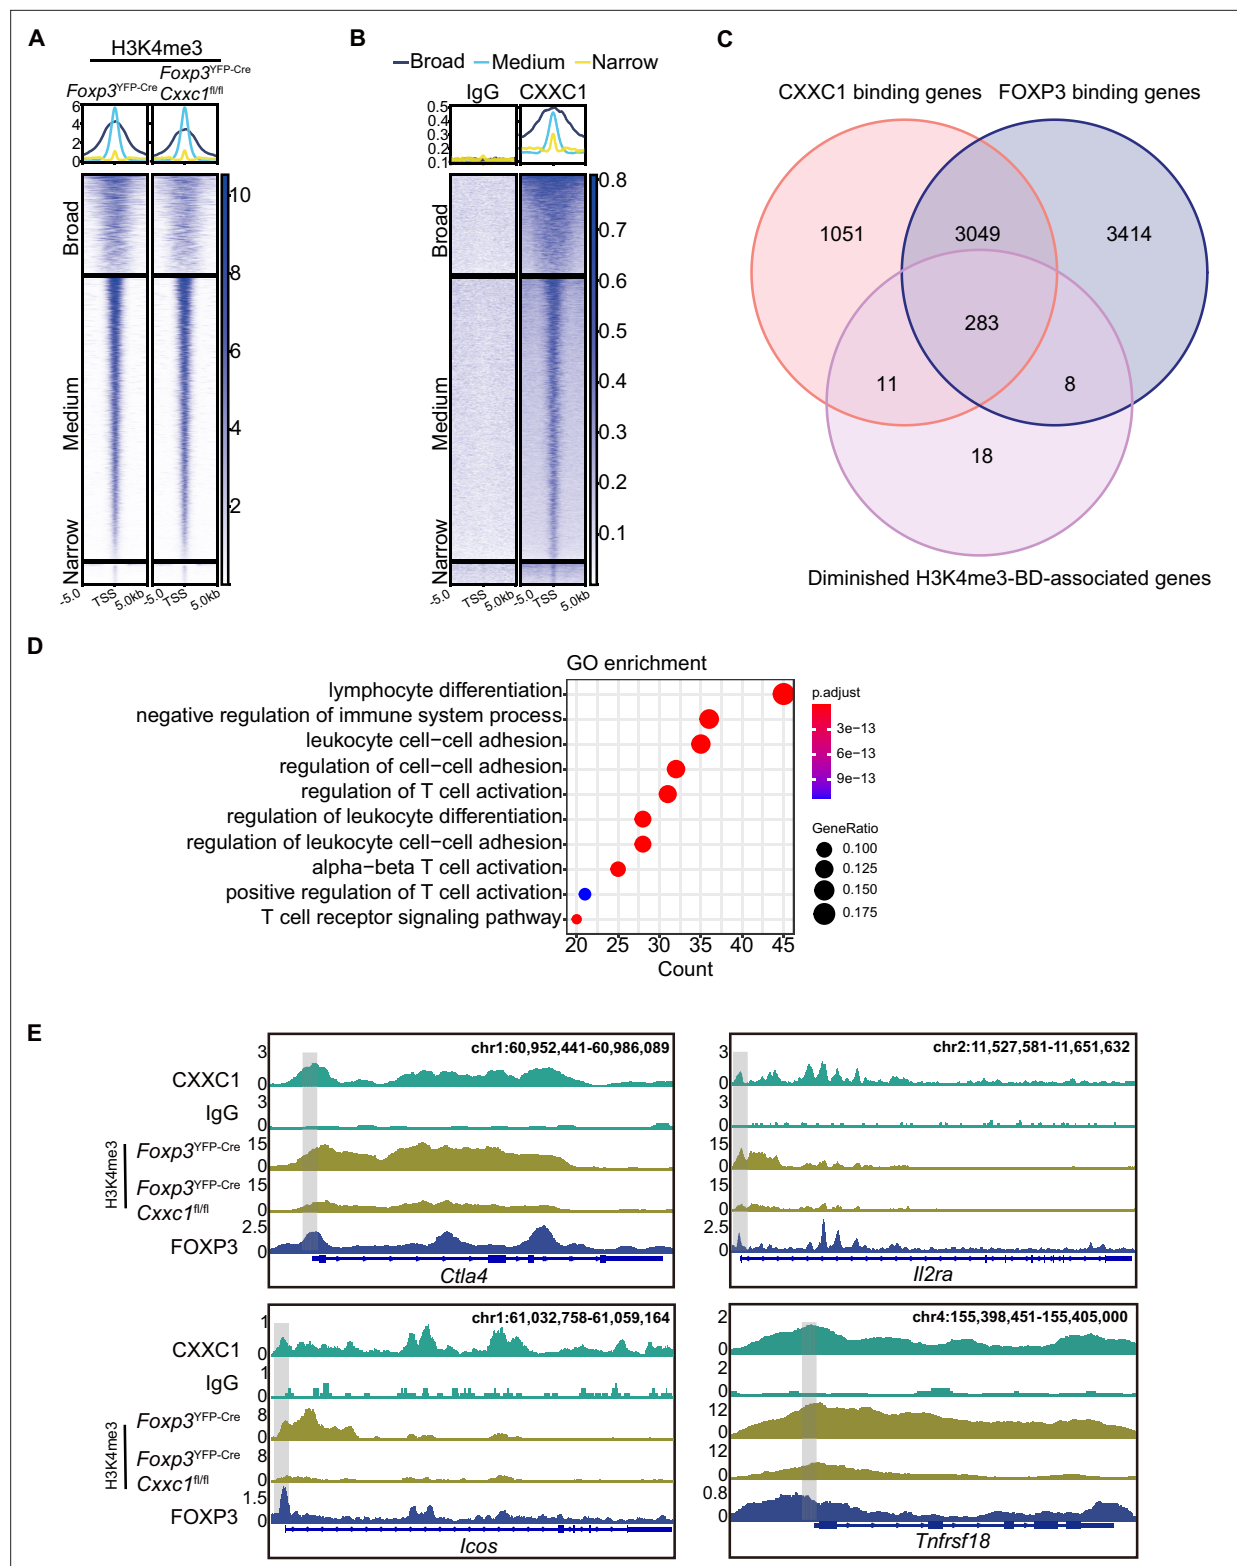 A
H3K4me3
Foxp3YFP-Cre
Foxp3YFP-Cre
Cxxc1fl/fl
6
4
2
0
Broad
Medium
Narrow
10
8
6
4
2
-5.0 TSS 5.0kb -5.0 TSS 5.0kb
B
Broad Medium Narrow
IgG CXXC1
0.5
0.4
0.3
0.2
0.1
Broad
Medium
Narrow
0.8
0.7
0.6
0.5
0.4
0.3
0.2
0.1
-5.0 TSS 5.0kb -5.0 TSS 5.0kb
C
CXXC1 binding genes FOXP3 binding genes
1051 3049 3414
283
11 8
18
Diminished H3K4me3-BD-associated genes
D
GO enrichment
lymphocyte differentiation
negative regulation of immune system process
leukocyte cell−cell adhesion
regulation of cell−cell adhesion
regulation of T cell activation
regulation of leukocyte differentiation
regulation of leukocyte cell−cell adhesion
alpha−beta T cell activation
positive regulation of T cell activation
T cell receptor signaling pathway
20 25 30 35 40 45
Count
p.adjust
3e−13
6e−13
9e−13
GeneRatio
0.100
0.125
0.150
0.175
E
chr1:60,952,441-60,986,089
CXXC1 3 0
IgG 3 0
H3K4me3
Foxp3YFP-Cre 15 0
Foxp3YFP-Cre 15
Cxxc1fl/fl 0
FOXP3 2.5 0
Ctla4
chr2:11,527,581-11,651,632
3 0
3 0
15 0
15 0
2.5 0
Il2ra
chr1:61,032,758-61,059,164
CXXC1 1 0
IgG 1 0
H3K4me3
Foxp3YFP-Cre 8 0
Foxp3YFP-Cre 8
Cxxc1fl/fl 0
FOXP3 1.5 0
Icos
chr4:155,398,451-155,405,000
2 0
2 0
12 0
12 0
0.8 0
Tnfrsf18